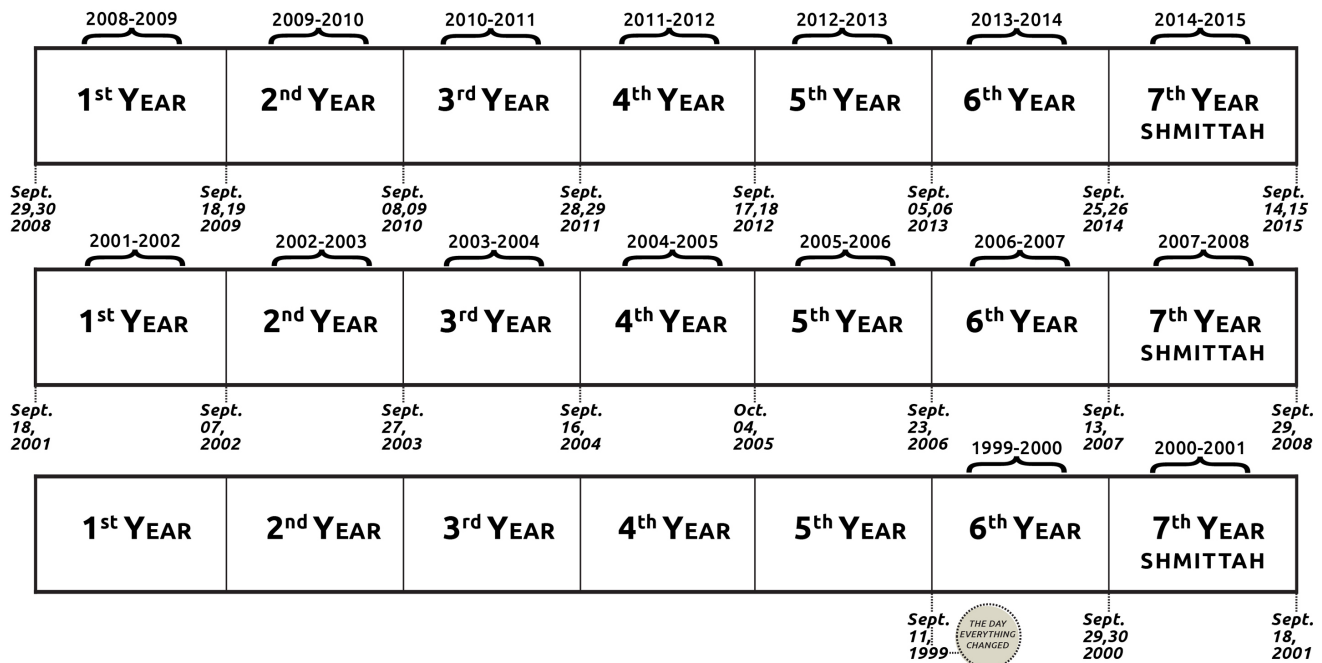 2008-2009 2009-2010 2010-2011 2011-2012 2012-2013 2013-2014 2014-2015
1st YEAR 2nd YEAR 3rd YEAR 4th YEAR 5th YEAR 6th YEAR 7th YEAR
SHMITTAH
Sept. Sept. Sept. Sept. Sept. Sept. Sept. Sept.
29,30 18,19 08,09 28,29 17,18 05,06 25,26 14,15
2008 2009 2010 2011 2012 2013 2014 2015
2001-2002 2002-2003 2003-2004 2004-2005 2005-2006 2006-2007 2007-2008
1st YEAR 2nd YEAR 3rd YEAR 4th YEAR 5th YEAR 6th YEAR 7th YEAR
SHMITTAH
Sept. Sept. Sept. Sept. Oct. Sept. Sept. Sept.
18, 07, 27, 16, 04, 23, 13, 29,
2001 2002 2003 2004 2005 2006 2007 2008
1999-2000 2000-2001
1st YEAR 2nd YEAR 3rd YEAR 4th YEAR 5th YEAR 6th YEAR 7th YEAR
SHMITTAH
Sept. Sept. Sept.
11, 29,30 18,
1999 2000 2001
THE DAY
EVERYTHING
CHANGED